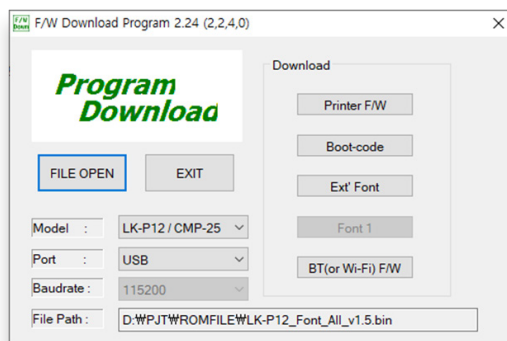 F/W Download Program 2.24 (2,2,4,0)
Program
Download
Download
Printer F/W
Boot-code
FILE OPEN
EXIT
Ext' Font
Model :
LK-P12 / CMP-25
Font 1
Port :
USB
BT(or Wi-Fi) F/W
Baudrate :
115200
File Path :
D:₩PJT₩ROMFILE₩LK-P12_Font_All_v1.5.bin